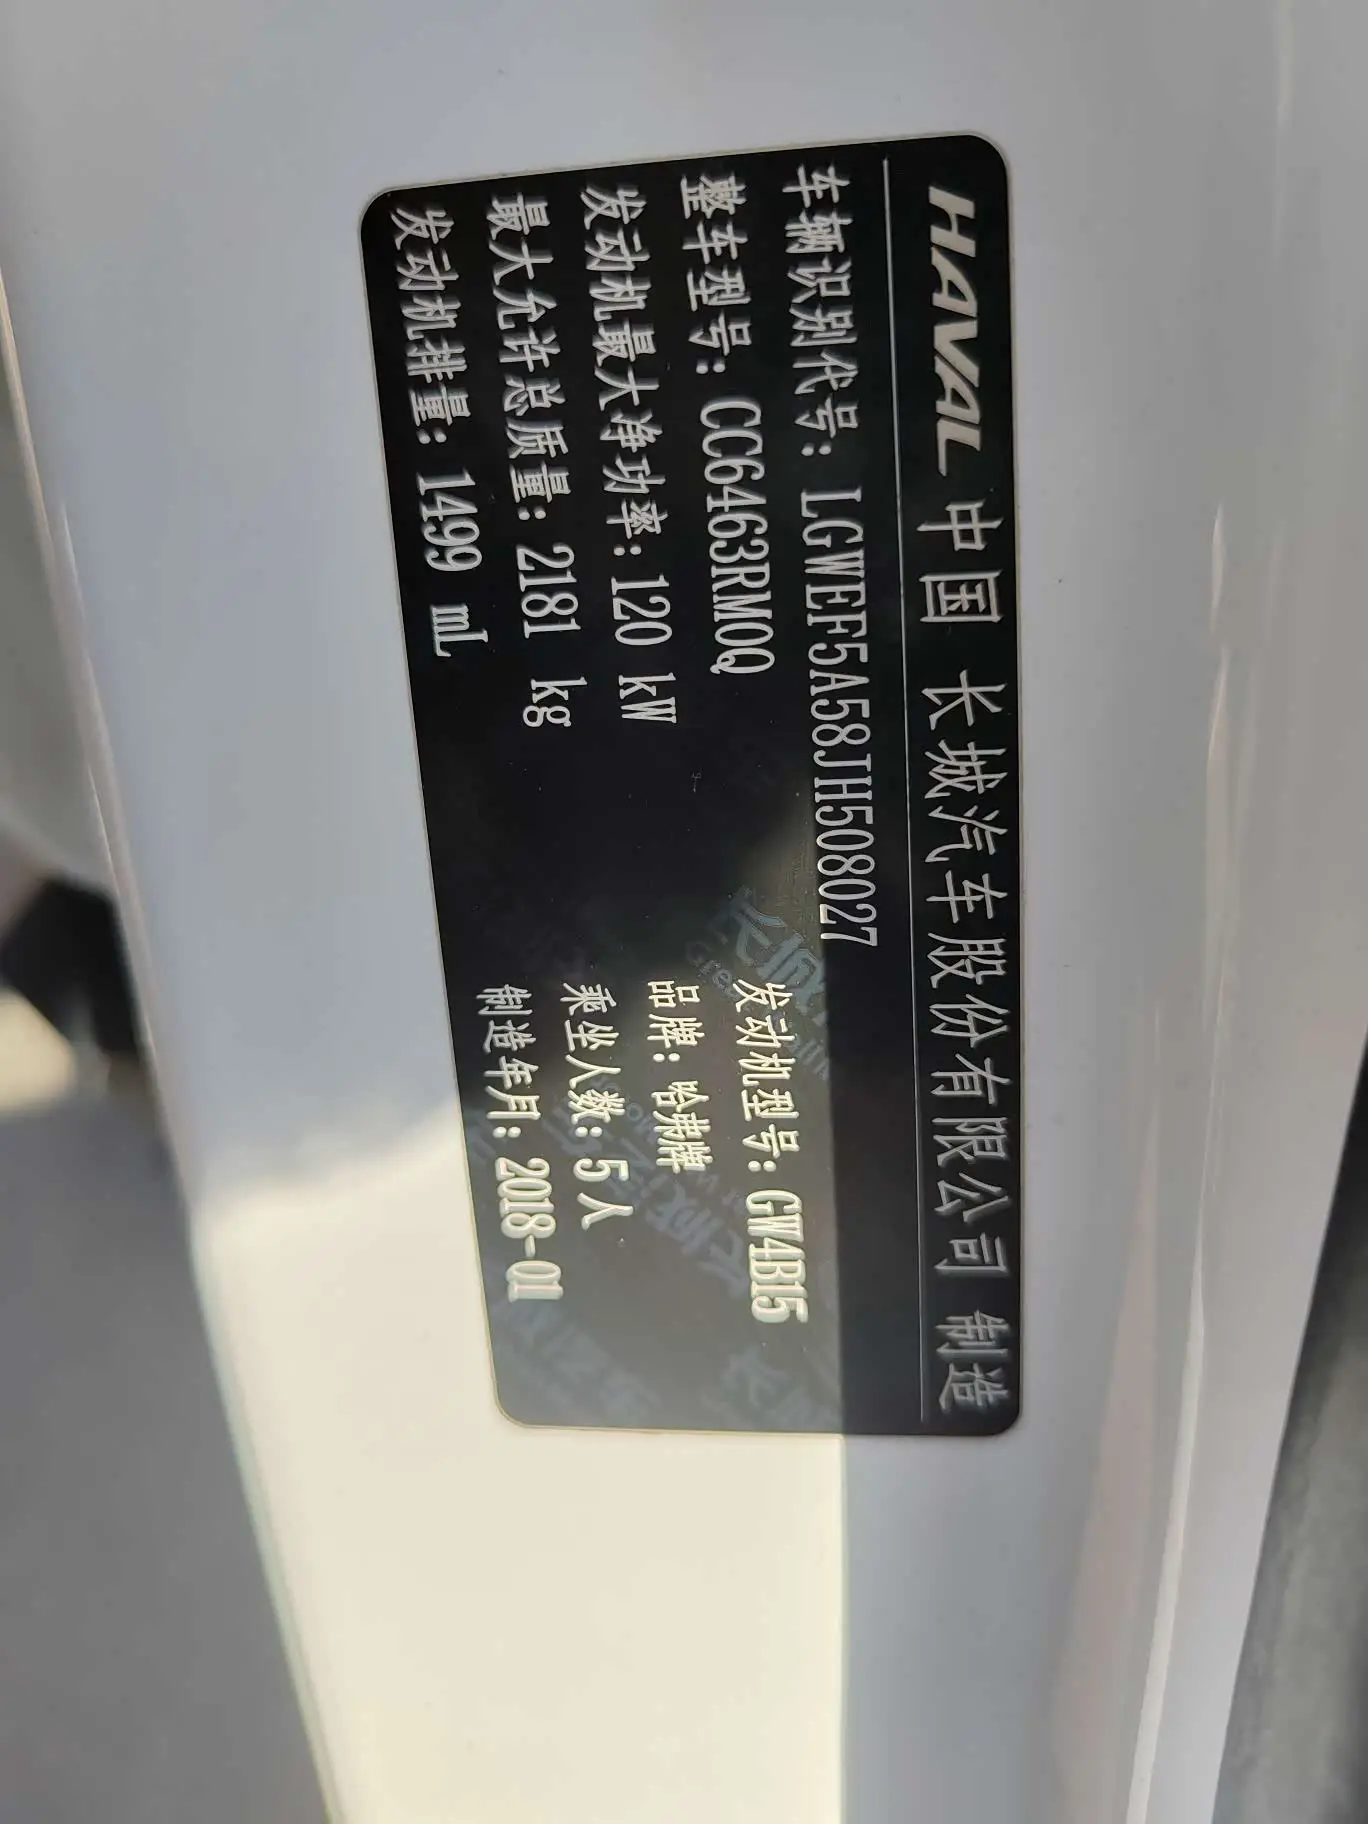 HAVAL 中国 长城汽车股份有限公司 制造
车辆识别代号: LGWEF5A58JH508027
整车型号: CC6463RM0Q 发动机型号: GW4B15
发动机最大净功率: 120 kW 品牌: 哈弗牌
最大允许总质量: 2181 kg 乘坐人数: 5人
发动机排量: 1499 mL 制造年月: 2018-01